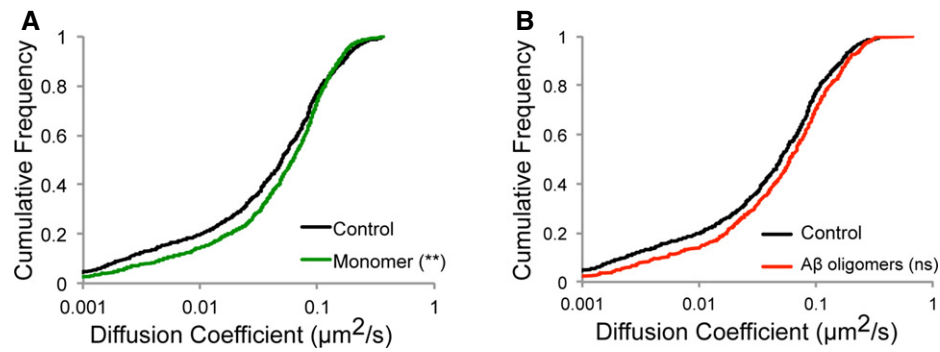 A
Cumulative Frequency
1
0.8
0.6
0.4
0.2
0
0.001
0.01
0.1
1
Control
Monomer (**)
Diffusion Coefficient (µm²/s)
B
Cumulative Frequency
1
0.8
0.6
0.4
0.2
0
0.001
0.01
0.1
1
Control
Aβ oligomers (ns)
Diffusion Coefficient (µm²/s)